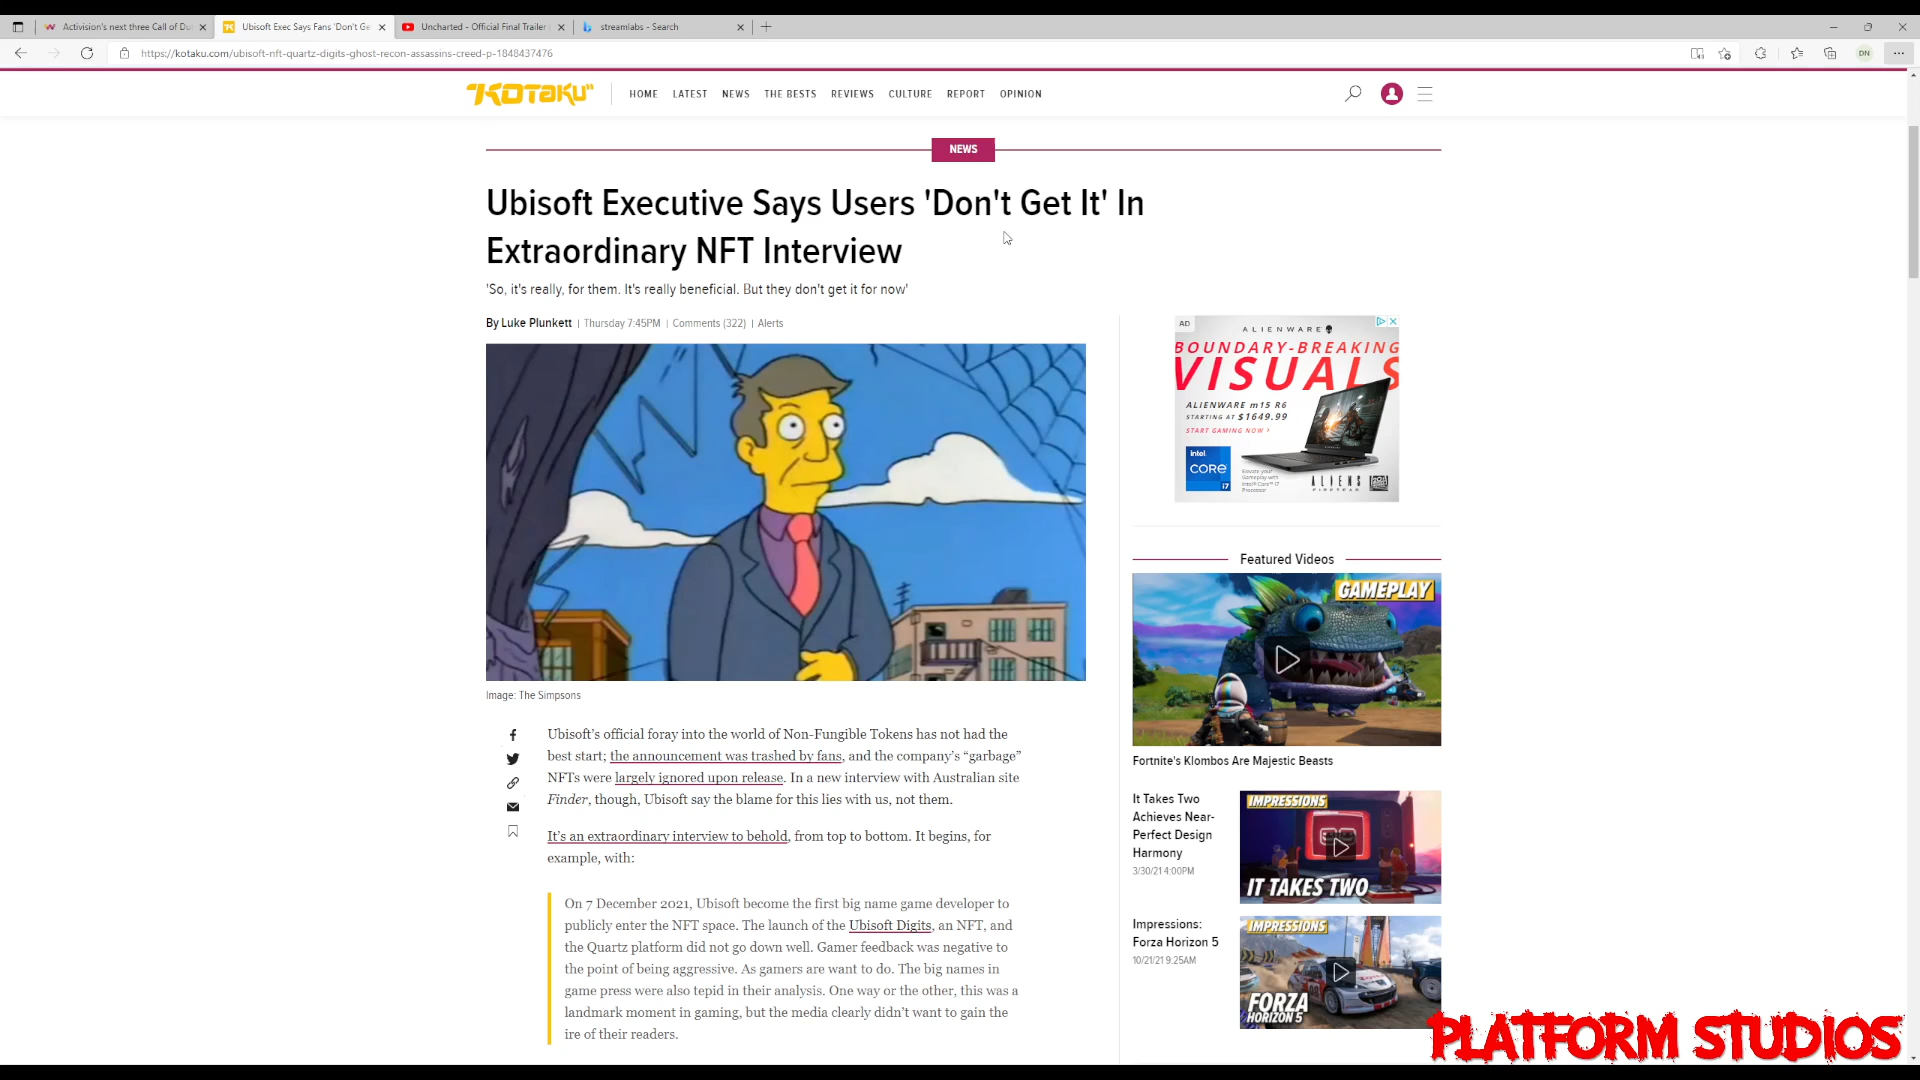 Activision's next three Call of Du
Ubisoft Exec Says Fans 'Don't Ge
Uncharted - Official Final Trailer
streamlabs - Search
https://kotaku.com/ubisoft-nft-quartz-digits-ghost-recon-assassins-creed-p-1848437476
DN
KOTAKU
HOME LATEST NEWS THE BESTS REVIEWS CULTURE REPORT OPINION
NEWS
Ubisoft Executive Says Users 'Don't Get It' In
Extraordinary NFT Interview
'So, it's really, for them. It's really beneficial. But they don't get it for now'
By Luke Plunkett | Thursday 7:45PM | Comments (322) | Alerts
Image: The Simpsons
Ubisoft's official foray into the world of Non-Fungible Tokens has not had the
best start; the announcement was trashed by fans, and the company's “garbage”
NFTs were largely ignored upon release. In a new interview with Australian site
Finder, though, Ubisoft say the blame for this lies with us, not them.
It's an extraordinary interview to behold, from top to bottom. It begins, for
example, with:
On 7 December 2021, Ubisoft become the first big name game developer to
publicly enter the NFT space. The launch of the Ubisoft Digits, an NFT, and
the Quartz platform did not go down well. Gamer feedback was negative to
the point of being aggressive. As gamers are want to do. The big names in
game press were also tepid in their analysis. One way or the other, this was a
landmark moment in gaming, but the media clearly didn't want to gain the
ire of their readers.
AD
ALIENWARE
BOUNDARY-BREAKING
VISUALS
ALIENWARE m15 R6
STARTING AT $1649.99
START GAMING NOW >
intel.
CORE
i7
Elevate your
Gameplay with
Intel® Core™ i7
Processor
ALIENS
FIRETEAM
Featured Videos
GAMEPLAY
Fortnite's Klombos Are Majestic Beasts
It Takes Two
Achieves Near-
Perfect Design
Harmony
3/30/21 4:00PM
IMPRESSIONS
IT TAKES TWO
Impressions:
Forza Horizon 5
10/21/21 9:25AM
IMPRESSIONS
FORZA
HORIZON 5
PLATFORM STUDIOS